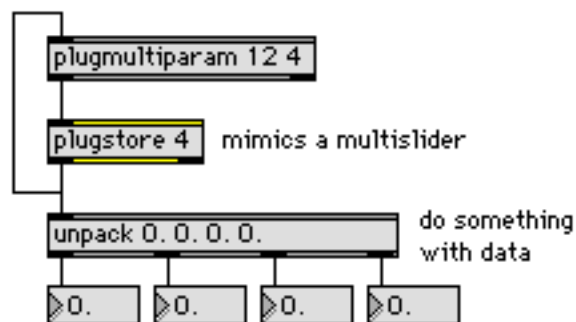 plugmultiparam 12 4
plugstore 4
mimics a multislider
unpack 0. 0. 0. 0.
do something
with data
0.
0.
0.
0.